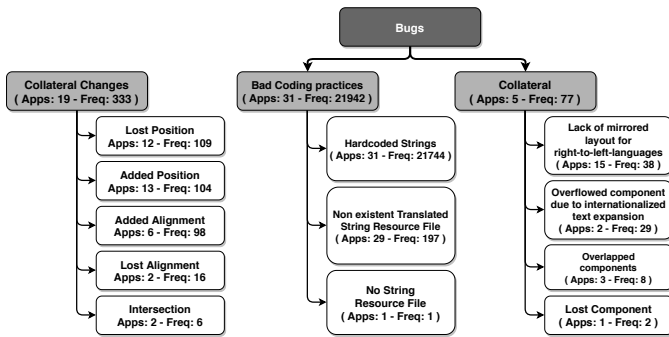 Bugs
Collateral Changes
( Apps: 19 - Freq: 333 )
Lost Position
Apps: 12 - Freq: 109
Added Position
Apps: 13 - Freq: 104
Added Alignment
Apps: 6 - Freq: 98
Lost Alignment
Apps: 2 - Freq: 16
Intersection
Apps: 2 - Freq: 6
Bad Coding practices
( Apps: 31 - Freq: 21942 )
Hardcoded Strings
( Apps: 31 - Freq: 21744 )
Non existent Translated
String Resource File
( Apps: 29 - Freq: 197 )
No String
Resource File
( Apps: 1 - Freq: 1 )
Collateral
( Apps: 5 - Freq: 77 )
Lack of mirrored
layout for
right-to-left-languages
( Apps: 15 - Freq: 38 )
Overflowed component
due to internationalized
text expansion
( Apps: 2 - Freq: 29 )
Overlapped
components
( Apps: 3 - Freq: 8 )
Lost Component
( Apps: 1 - Freq: 2 )